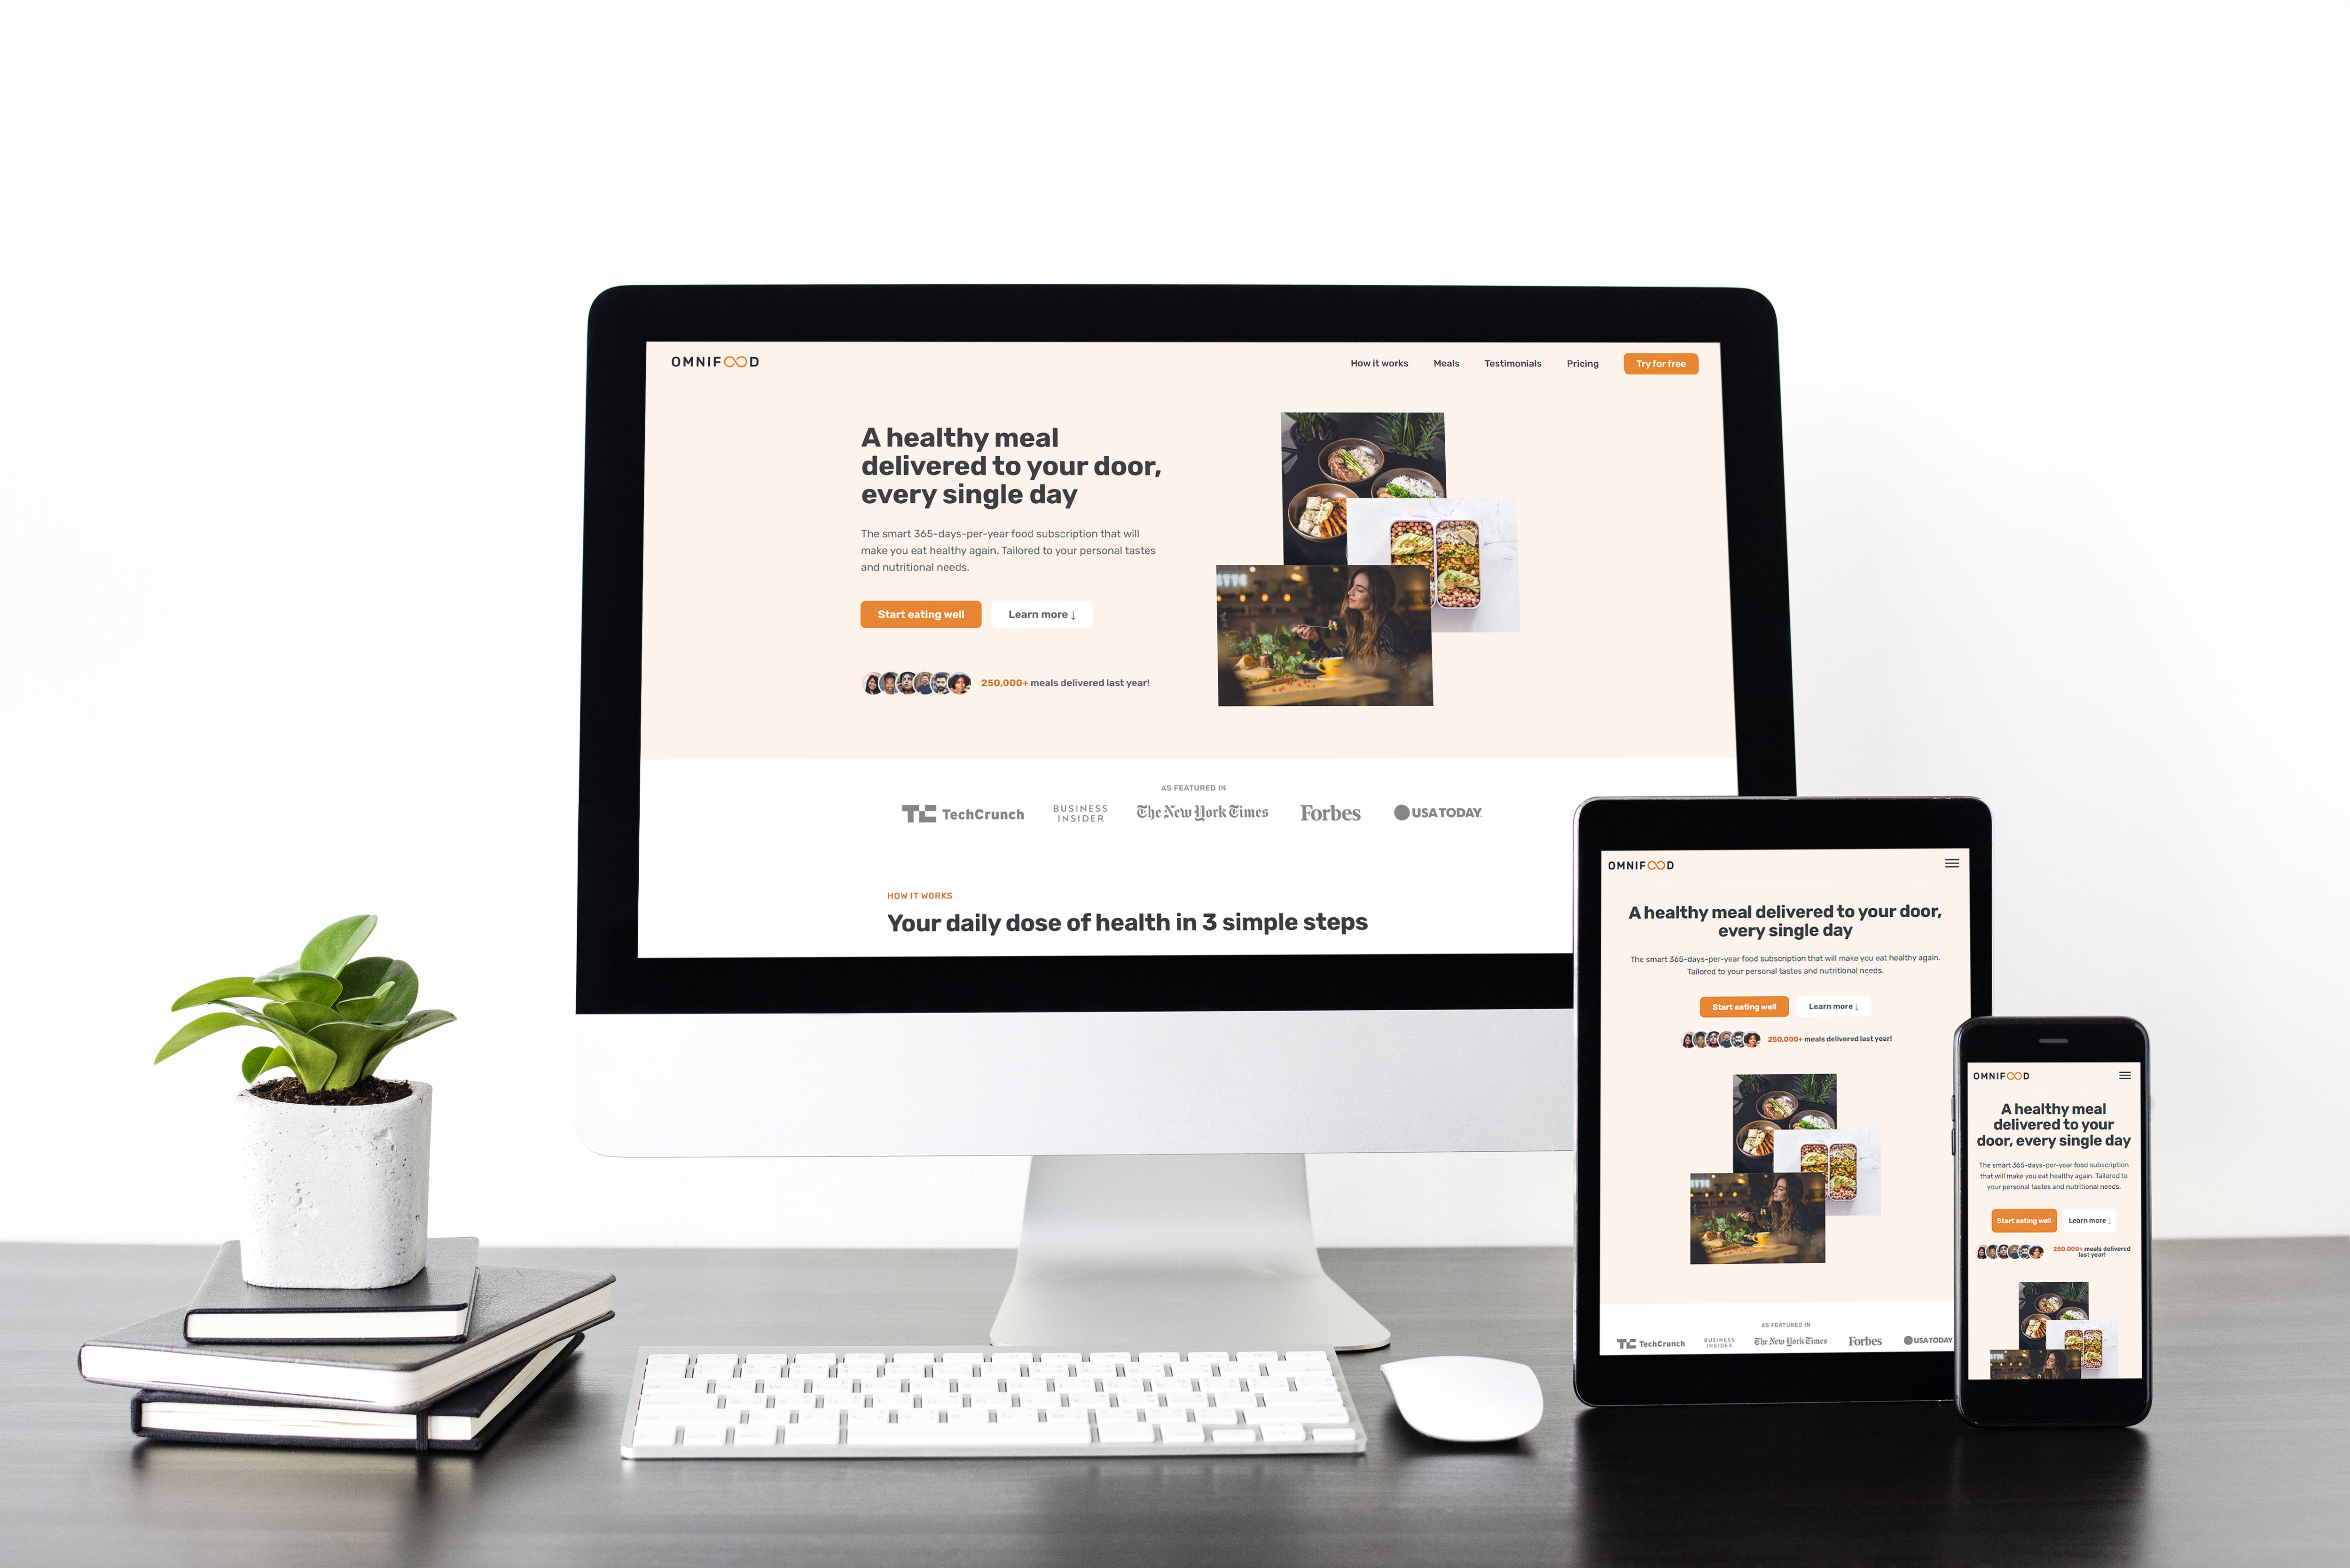 OMNIFOOD
How it works Meals Testimonials Pricing Try for free
A healthy meal
delivered to your door,
every single day
The smart 365-days-per-year food subscription that will
make you eat healthy again. Tailored to your personal tastes
and nutritional needs.
Start eating well Learn more ↓
250,000+ meals delivered last year!
AS FEATURED IN
TechCrunch
BUSINESS
INSIDER
The New York Times
Forbes
USA TODAY
HOW IT WORKS
Your daily dose of health in 3 simple steps
OMNIFOOD
A healthy meal delivered to your door,
every single day
The smart 365-days-per-year food subscription that will make you eat healthy again.
Tailored to your personal tastes and nutritional needs.
Start eating well Learn more ↓
250,000+ meals delivered last year!
AS FEATURED IN
TechCrunch
BUSINESS
INSIDER
The New York Times
Forbes
USA TODAY
OMNIFOOD
A healthy meal
delivered to your
door, every single day
The smart 365-days-per-year food subscription
that will make you eat healthy again. Tailored to
your personal tastes and nutritional needs.
Start eating well Learn more ↓
250,000+ meals delivered
last year!